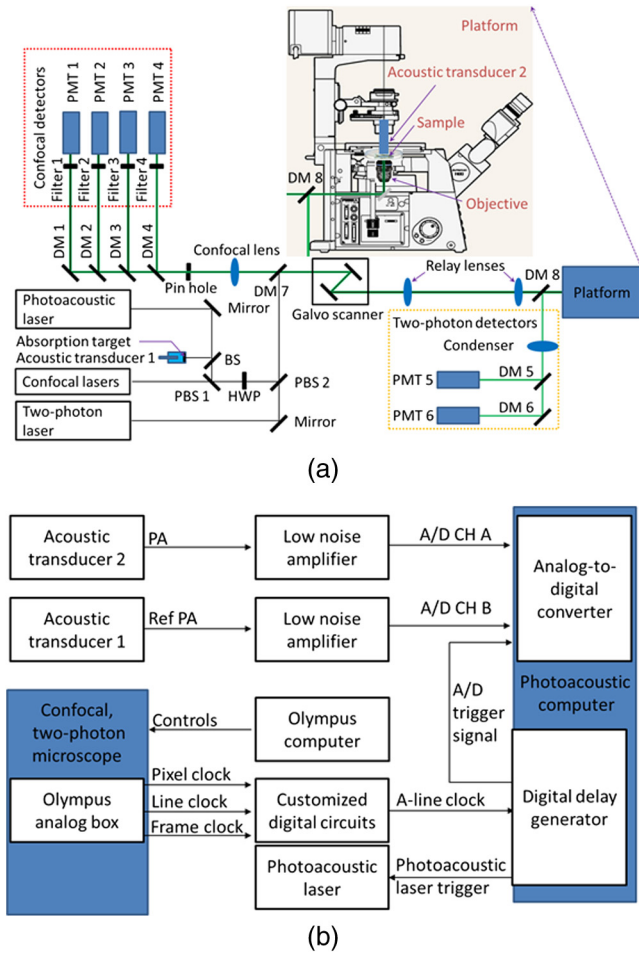 Platform
Acoustic transducer 2
Sample
Objective
DM 8
Confocal detectors
PMT 1
PMT 2
PMT 3
PMT 4
Filter 1
Filter 2
Filter 3
Filter 4
DM 1
DM 2
DM 3
DM 4
Pin hole
Confocal lens
DM 7
Galvo scanner
Relay lenses
DM 8
Platform
Two-photon detectors
Condenser
PMT 5
DM 5
PMT 6
DM 6
Photoacoustic
laser
Mirror
Absorption target
Acoustic transducer 1
BS
Confocal lasers
PBS 1
HWP
PBS 2
Two-photon
laser
Mirror
(a)
Acoustic
transducer 2
PA
Low noise
amplifier
A/D CH A
Analog-to-
digital
converter
Acoustic
transducer 1
Ref PA
Low noise
amplifier
A/D CH B
A/D
trigger
signal
Photoacoustic
computer
Confocal,
two-photon
microscope
Controls
Olympus
computer
Olympus
analog box
Pixel clock
Line clock
Frame clock
Customized
digital circuits
A-line clock
Digital delay
generator
Photoacoustic
laser
Photoacoustic
laser trigger
(b)